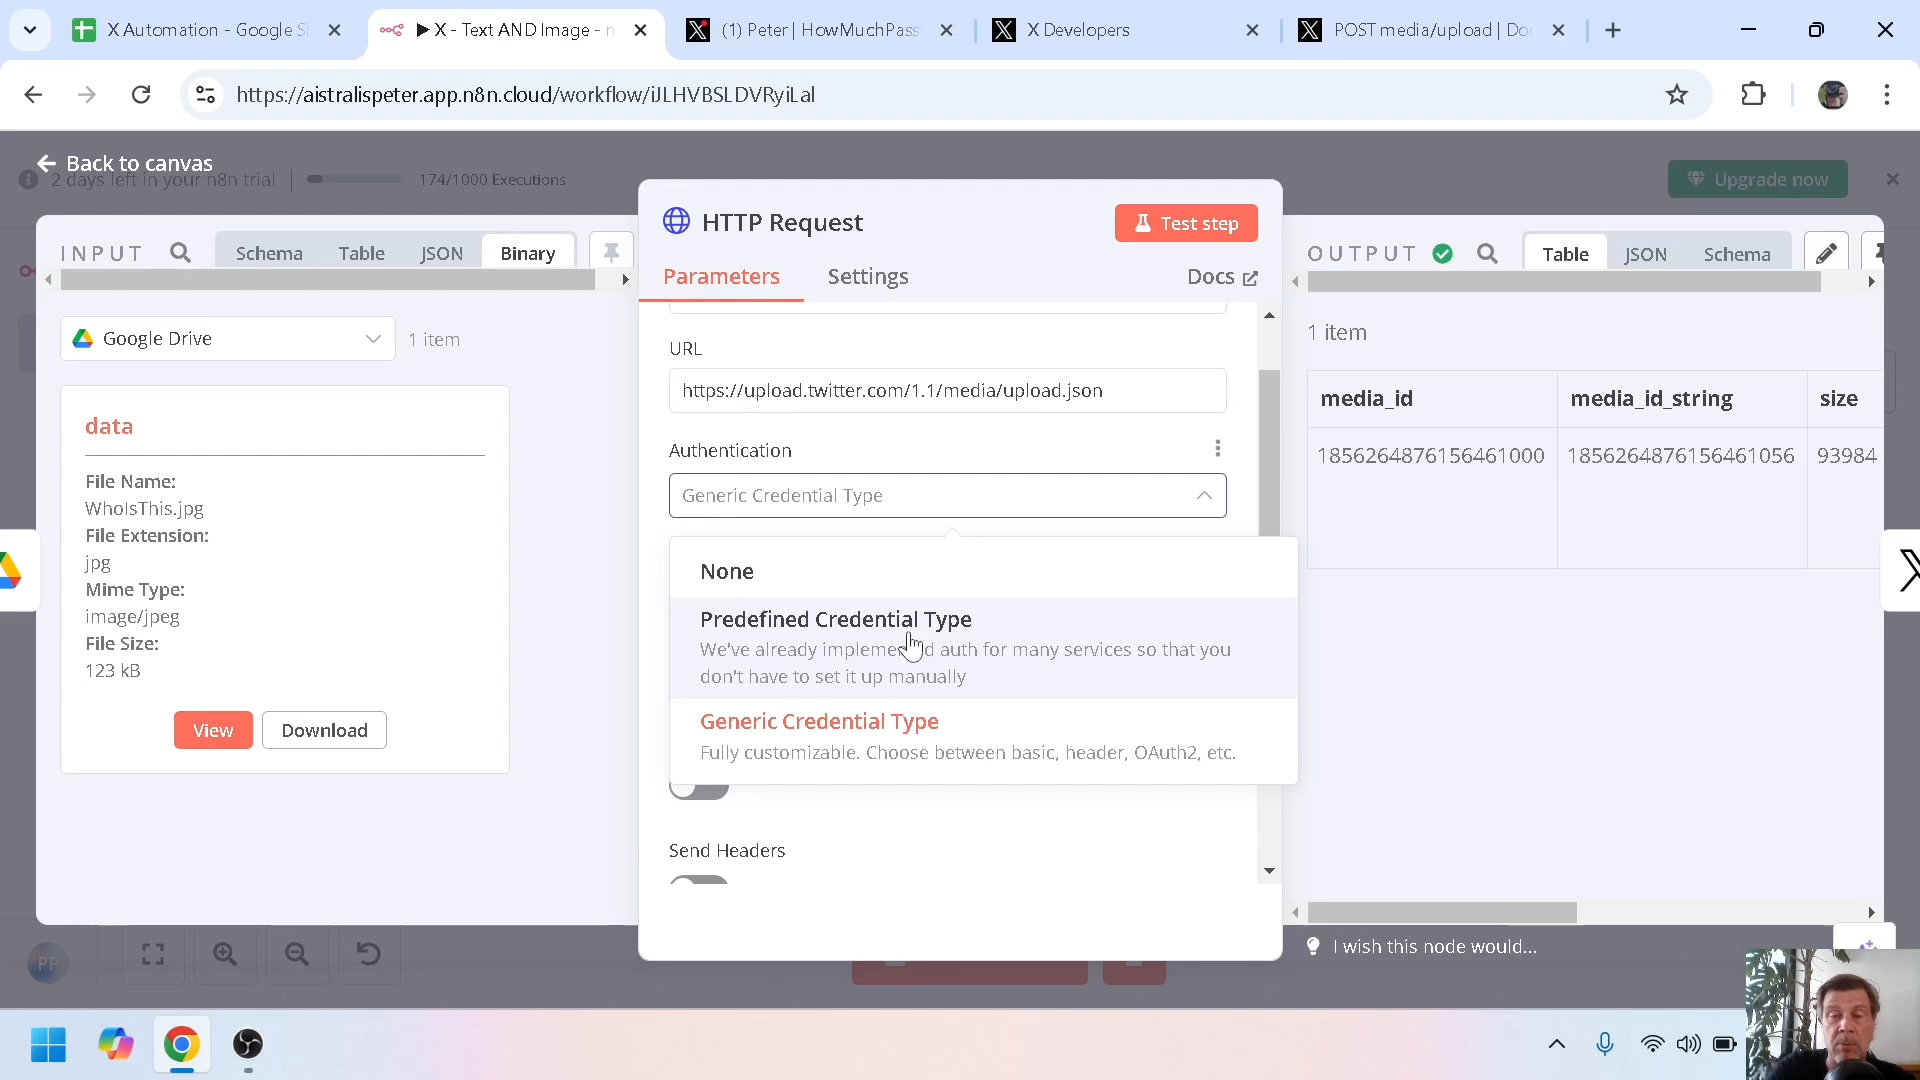 X Automation - Google S
▶ X - Text AND Image - n
(1) Peter | HowMuchPass
X Developers
POST media/upload | Do
https://aistralispeter.app.n8n.cloud/workflow/iJLHVBSLDVRyiLal
Back to canvas
2 days left in your n8n trial
174/1000 Executions
Upgrade now
INPUT
Schema
Table
JSON
Binary
Google Drive
1 item
data
File Name:
WhoIsThis.jpg
File Extension:
jpg
Mime Type:
image/jpeg
File Size:
123 kB
View
Download
HTTP Request
Test step
Parameters
Settings
Docs
URL
https://upload.twitter.com/1.1/media/upload.json
Authentication
Generic Credential Type
None
Predefined Credential Type
We've already implemented auth for many services so that you
don't have to set it up manually
Generic Credential Type
Fully customizable. Choose between basic, header, OAuth2, etc.
Send Headers
OUTPUT
Table
JSON
Schema
1 item
media_id
media_id_string
size
1856264876156461000
1856264876156461056
93984
I wish this node would...
PP